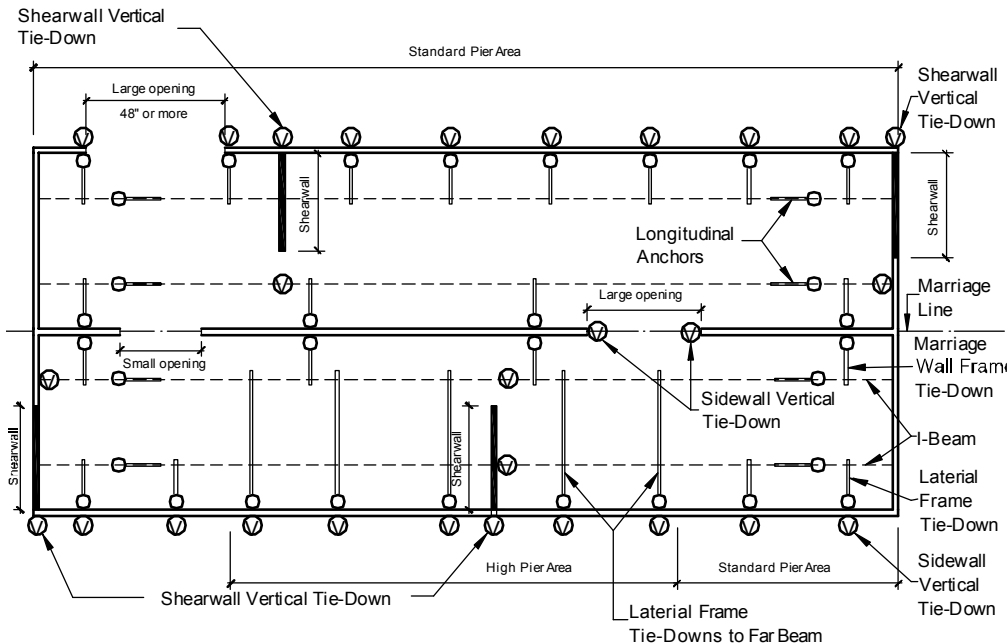 Shearwall Vertical
Tie-Down
Standard Pier Area
Shearwall
Vertical
Tie-Down
Large opening
48" or more
Shearwall
Shearwall
Longitudinal
Anchors
Large opening
Marriage
Line
Small opening
Marriage
Wall Frame
Tie-Down
Sidewall Vertical
Tie-Down
I-Beam
Shearwall
Shearwall
Laterial
Frame
Tie-Down
High Pier Area
Standard Pier Area
Sidewall
Vertical
Tie-Down
Shearwall Vertical Tie-Down
Laterial Frame
Tie-Downs to Far Beam